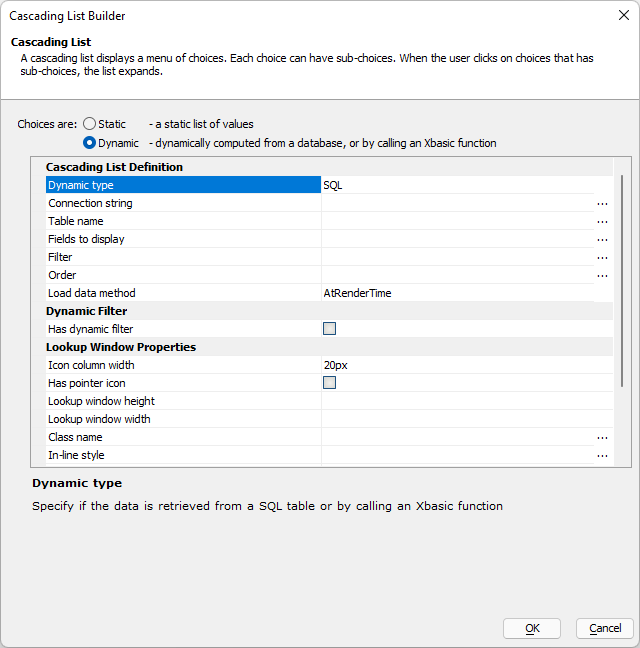 Cascading List Builder
Cascading List
A cascading list displays a menu of choices. Each choice can have sub-choices. When the user clicks on choices that has
sub-choices, the list expands.
Choices are: Static - a static list of values
Dynamic - dynamically computed from a database, or by calling an Xbasic function
Cascading List Definition
Dynamic type SQL
Connection string ...
Table name ...
Fields to display ...
Filter ...
Order ...
Load data method AtRenderTime
Dynamic Filter
Has dynamic filter
Lookup Window Properties
Icon column width 20px
Has pointer icon
Lookup window height
Lookup window width
Class name ...
In-line style ...
Dynamic type
Specify if the data is retrieved from a SQL table or by calling an Xbasic function
OK Cancel